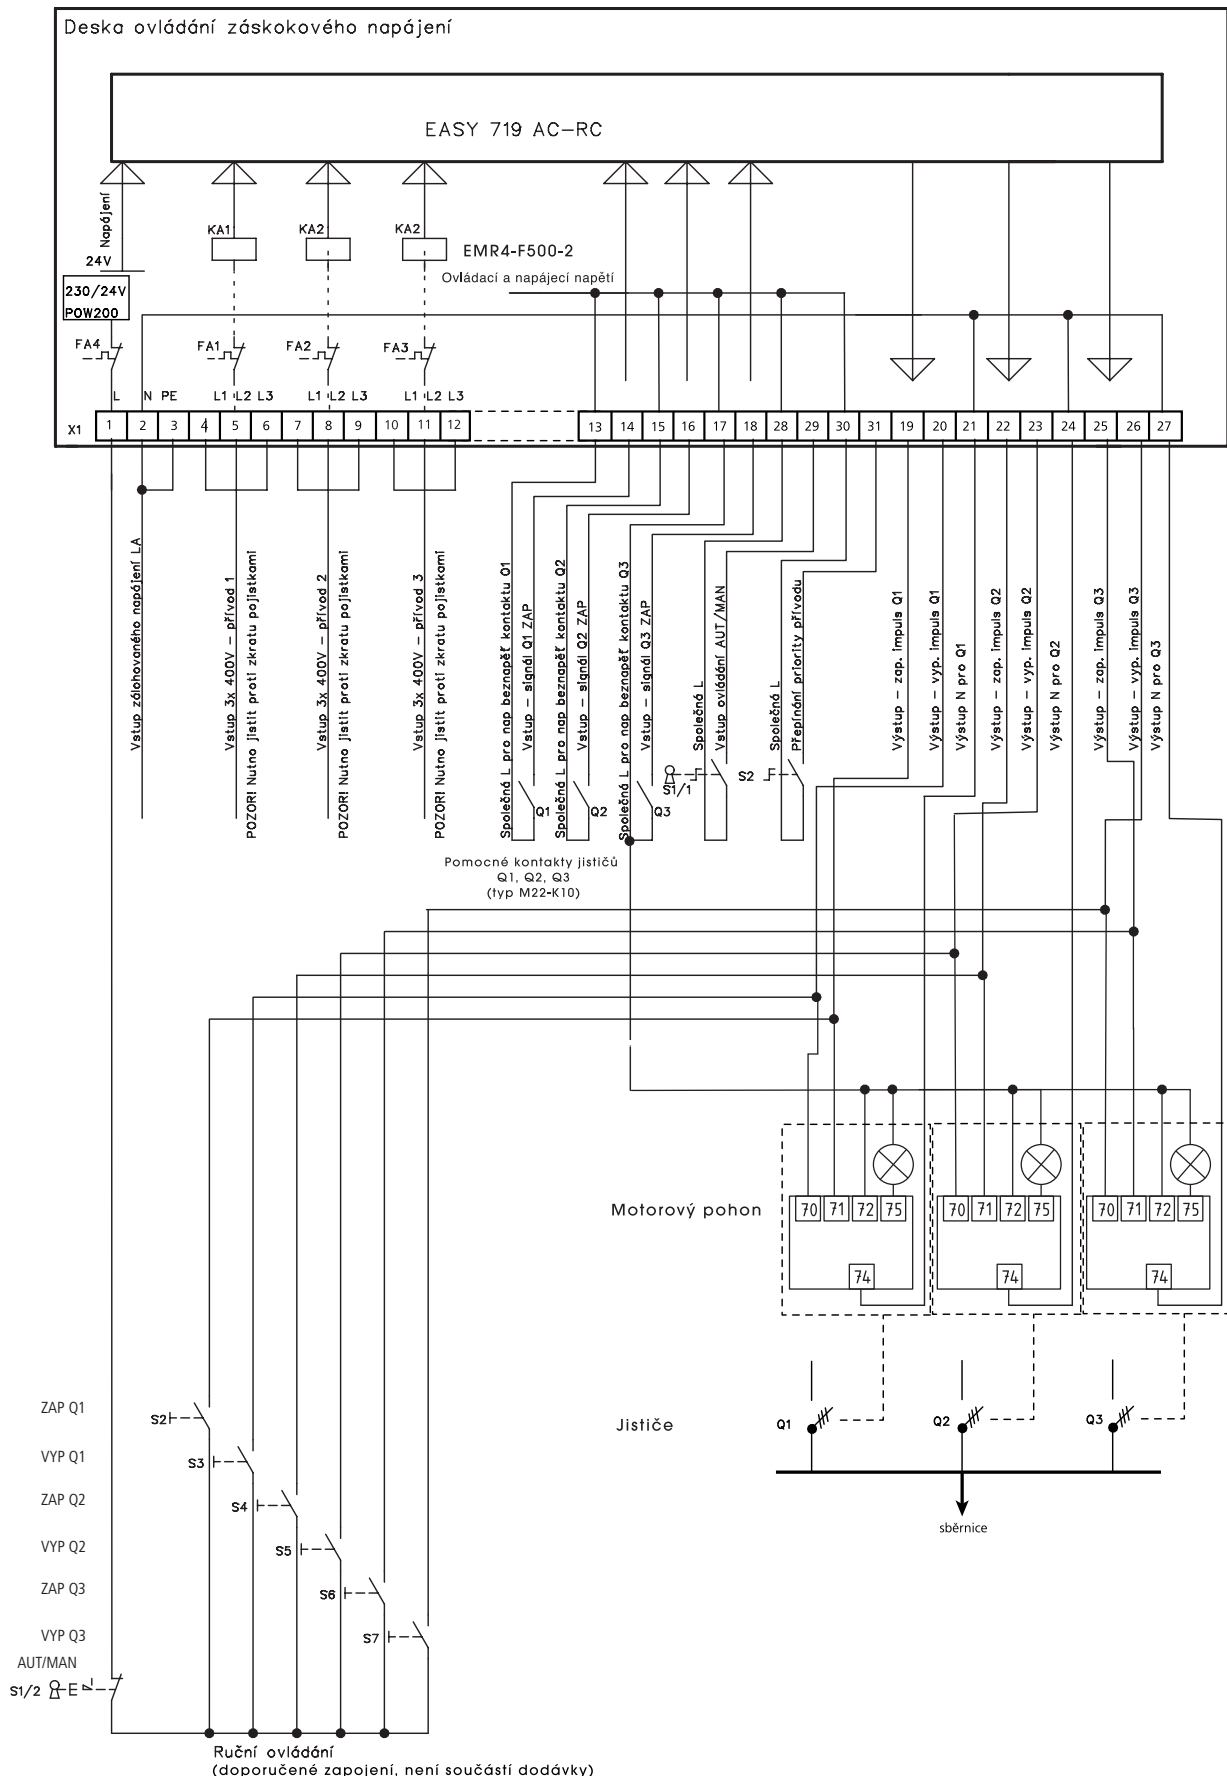 Deska ovládání záskokového napájení
EASY 719 AC-RC
Napájení
24V
230/24V
POW200
KA1
KA2
KA2
EMR4-F500-2
Ovládací a napájecí napětí
FA4
FA1
FA2
FA3
L
N PE
L1 L2 L3
L1 L2 L3
L1 L2 L3
X1
1 2 3 4 5 6 7 8 9 10 11 12
13 14 15 16 17 18 28 29 30 31 19 20 21 22 23 24 25 26 27
Vstup zálohovaného napájení LA
Vstup 3x 400V - přívod 1
POZOR! Nutno jistit proti zkratu pojistkami
Vstup 3x 400V - přívod 2
POZOR! Nutno jistit proti zkratu pojistkami
Vstup 3x 400V - přívod 3
POZOR! Nutno jistit proti zkratu pojistkami
Společná L pro nap beznapěť kontaktu Q1
Vstup - signál Q1 ZAP
Společná L pro nap beznapěť kontaktu Q2
Vstup - signál Q2 ZAP
Společná L pro nap beznapěť kontaktu Q3
Vstup - signál Q3 ZAP
Společná L
Vstup ovládání AUT/MAN
Společná L
Přepínání priority přívodu
Výstup - zap. impuls Q1
Výstup - vyp. impuls Q1
Výstup N pro Q1
Výstup - zap. impuls Q2
Výstup - vyp. impuls Q2
Výstup N pro Q2
Výstup - zap. impuls Q3
Výstup - vyp. impuls Q3
Výstup N pro Q3
Q1
Q2
Q3
S1/1
S2
Pomocné kontakty jističů
Q1, Q2, Q3
(typ M22-K10)
Motorový pohon
70 71 72 75
74
70 71 72 75
74
70 71 72 75
74
Jističe
Q1
Q2
Q3
sběrnice
ZAP Q1
S2
VYP Q1
S3
ZAP Q2
S4
VYP Q2
S5
ZAP Q3
S6
VYP Q3
S7
AUT/MAN
S1/2
Ruční ovládání
(doporučené zapojení, není součástí dodávky)